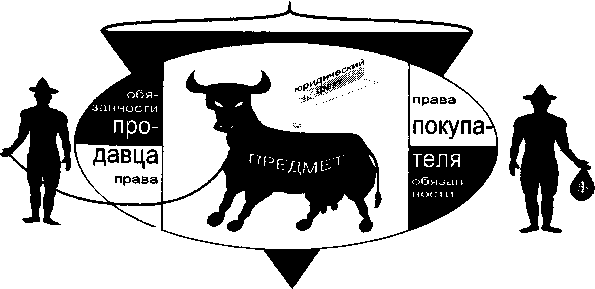 обя-
занности
про-
давца
права
юридический
ПРЕДМЕТ
права
покупа-
теля
обязан
ности